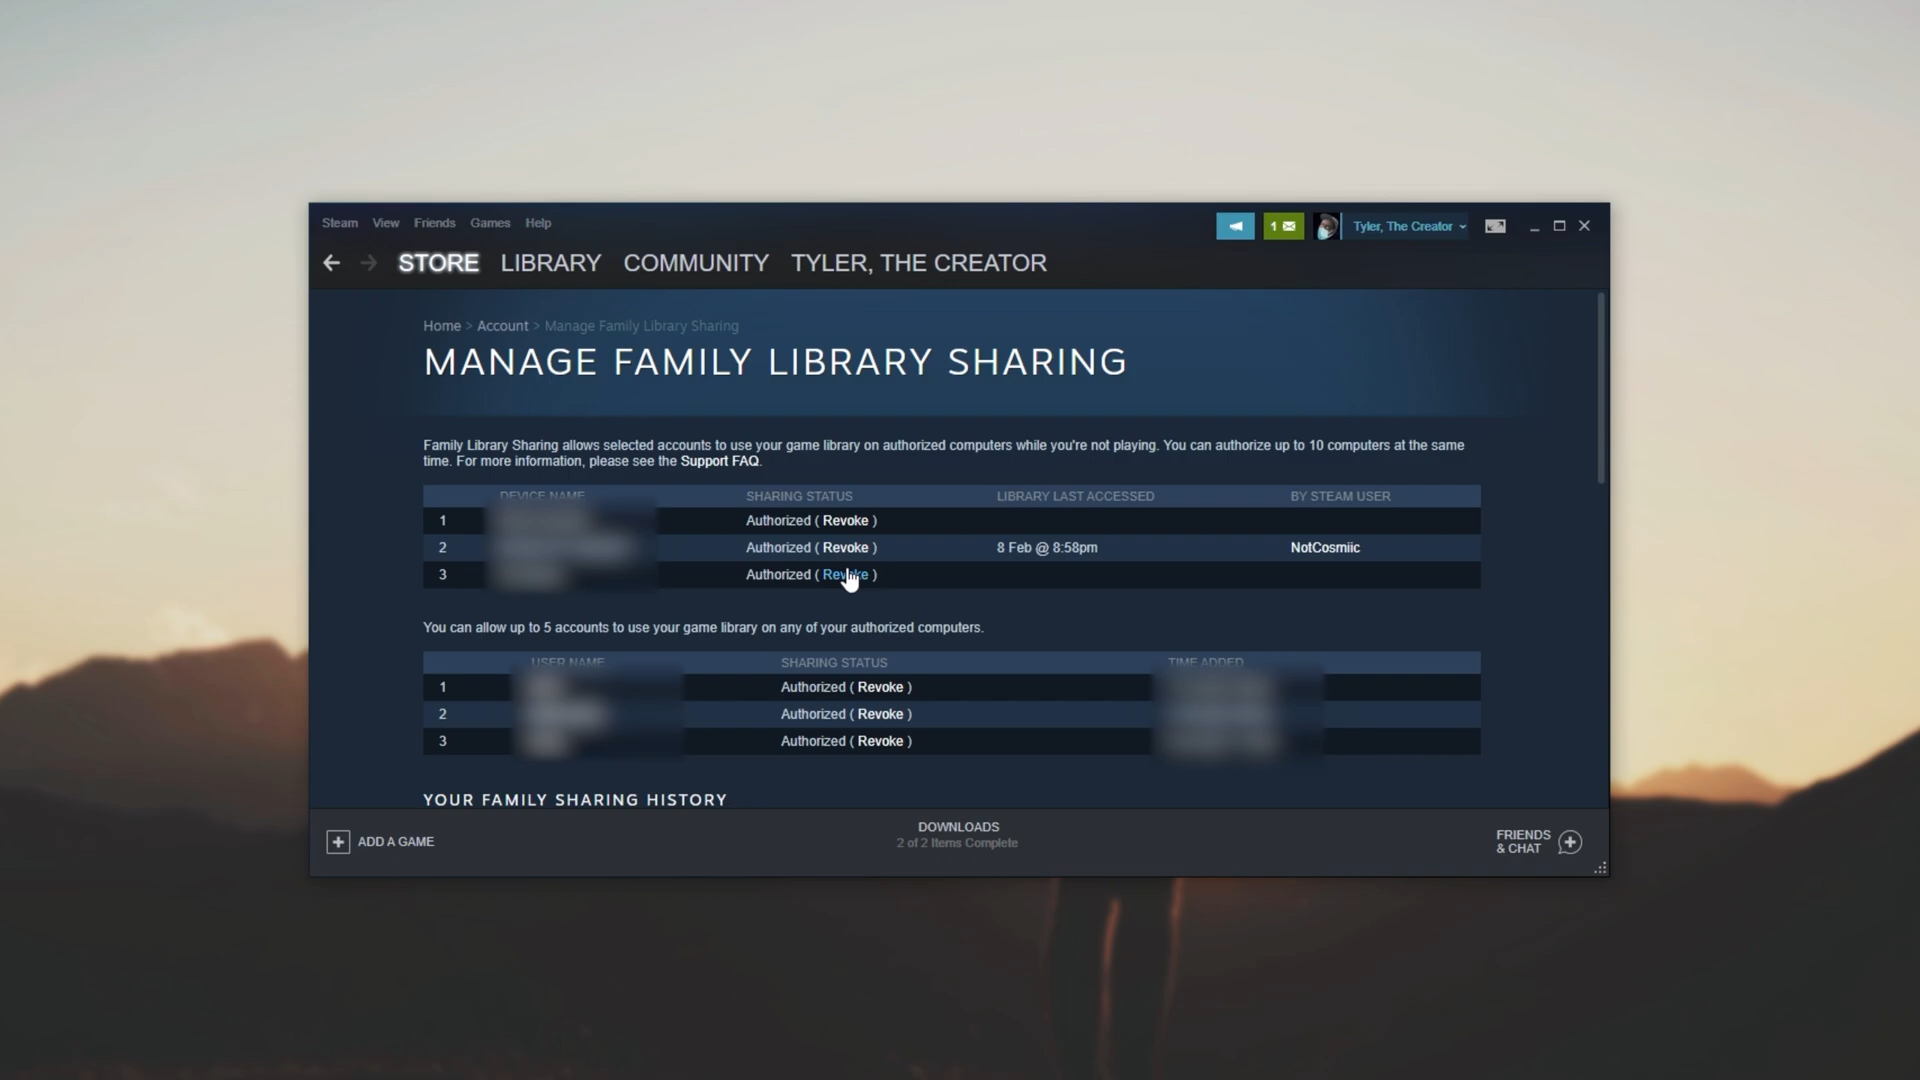 Steam View Friends Games Help
1 Tyler, The Creator
STORE LIBRARY COMMUNITY TYLER, THE CREATOR
Home > Account > Manage Family Library Sharing
MANAGE FAMILY LIBRARY SHARING
Family Library Sharing allows selected accounts to use your game library on authorized computers while you're not playing. You can authorize up to 10 computers at the same
time. For more information, please see the Support FAQ.
DEVICE NAME SHARING STATUS LIBRARY LAST ACCESSED BY STEAM USER
1 Authorized ( Revoke )
2 Authorized ( Revoke ) 8 Feb @ 8:58pm NotCosmiic
3 Authorized ( Revoke )
You can allow up to 5 accounts to use your game library on any of your authorized computers.
USER NAME SHARING STATUS TIME ADDED
1 Authorized ( Revoke )
2 Authorized ( Revoke )
3 Authorized ( Revoke )
YOUR FAMILY SHARING HISTORY
ADD A GAME
DOWNLOADS
2 of 2 Items Complete
FRIENDS
& CHAT